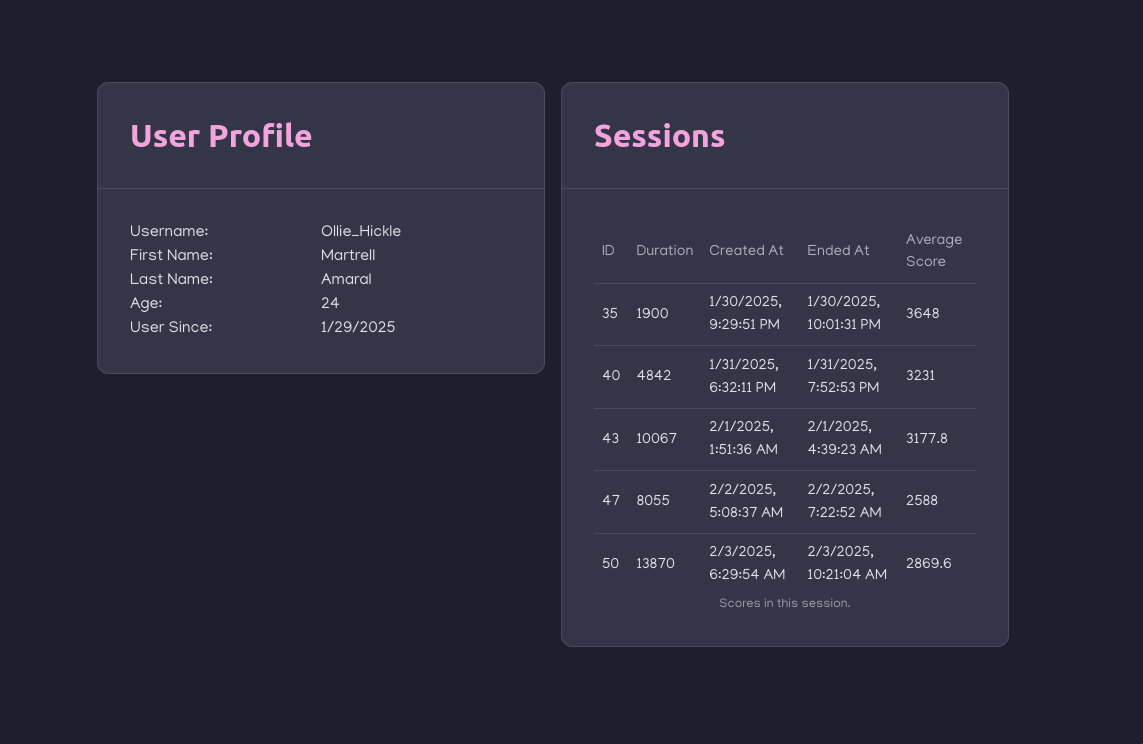 User Profile
Username: Ollie_Hickle
First Name: Martrell
Last Name: Amaral
Age: 24
User Since: 1/29/2025
Sessions
ID Duration Created At Ended At Average Score
35 1900 1/30/2025, 9:29:51 PM 1/30/2025, 10:01:31 PM 3648
40 4842 1/31/2025, 6:32:11 PM 1/31/2025, 7:52:53 PM 3231
43 10067 2/1/2025, 1:51:36 AM 2/1/2025, 4:39:23 AM 3177.8
47 8055 2/2/2025, 5:08:37 AM 2/2/2025, 7:22:52 AM 2588
50 13870 2/3/2025, 6:29:54 AM 2/3/2025, 10:21:04 AM 2869.6
Scores in this session.